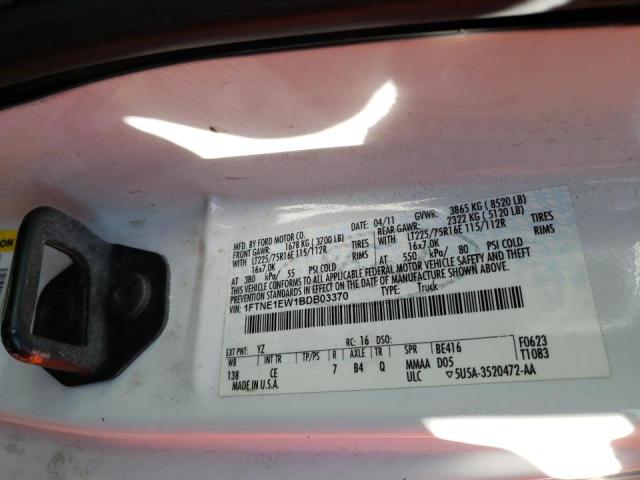 MFD. BY FORD MOTOR CO.
DATE: 04/11 GVWR: 3865 KG ( 8520 LB)
FRONT GAWR: 1678 KG ( 3700 LB) REAR GAWR: 2322 KG ( 5120 LB)
LT225/75R16E 115/112R TIRES LT225/75R16E 115/112R TIRES
16x7.0K RIMS 16x7.0K RIMS
AT 380 kPa/ 55 PSI COLD AT 550 kPa/ 80 PSI COLD
THIS VEHICLE CONFORMS TO ALL APPLICABLE FEDERAL MOTOR VEHICLE SAFETY AND THEFT
PREVENTION STANDARDS IN EFFECT ON THE DATE OF MANUFACTURE SHOWN ABOVE.
1FTNE1EW1BDB03370 TYPE: Truck
EXT PNT: YZ RC: 16 DSO: F0623
WB INT TR TP/PS R AXLE TR SPR BE416 T1083
138 CE 7 B4 Q MMAA D05
MADE IN U.S.A. ULC 5U5A-3520472-AA